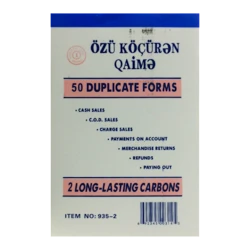 ÖZÜ KÖÇÜRƏN
QAİMƏ
50 DUPLICATE FORMS
• CASH SALES
• C.O.D. SALES
• CHARGE SALES
• PAYMENTS ON ACCOUNT
• MERCHANDISE RETURNS
• REFUNDS
• PAYING OUT
2 LONG-LASTING CARBONS
ITEM NO: 935-2